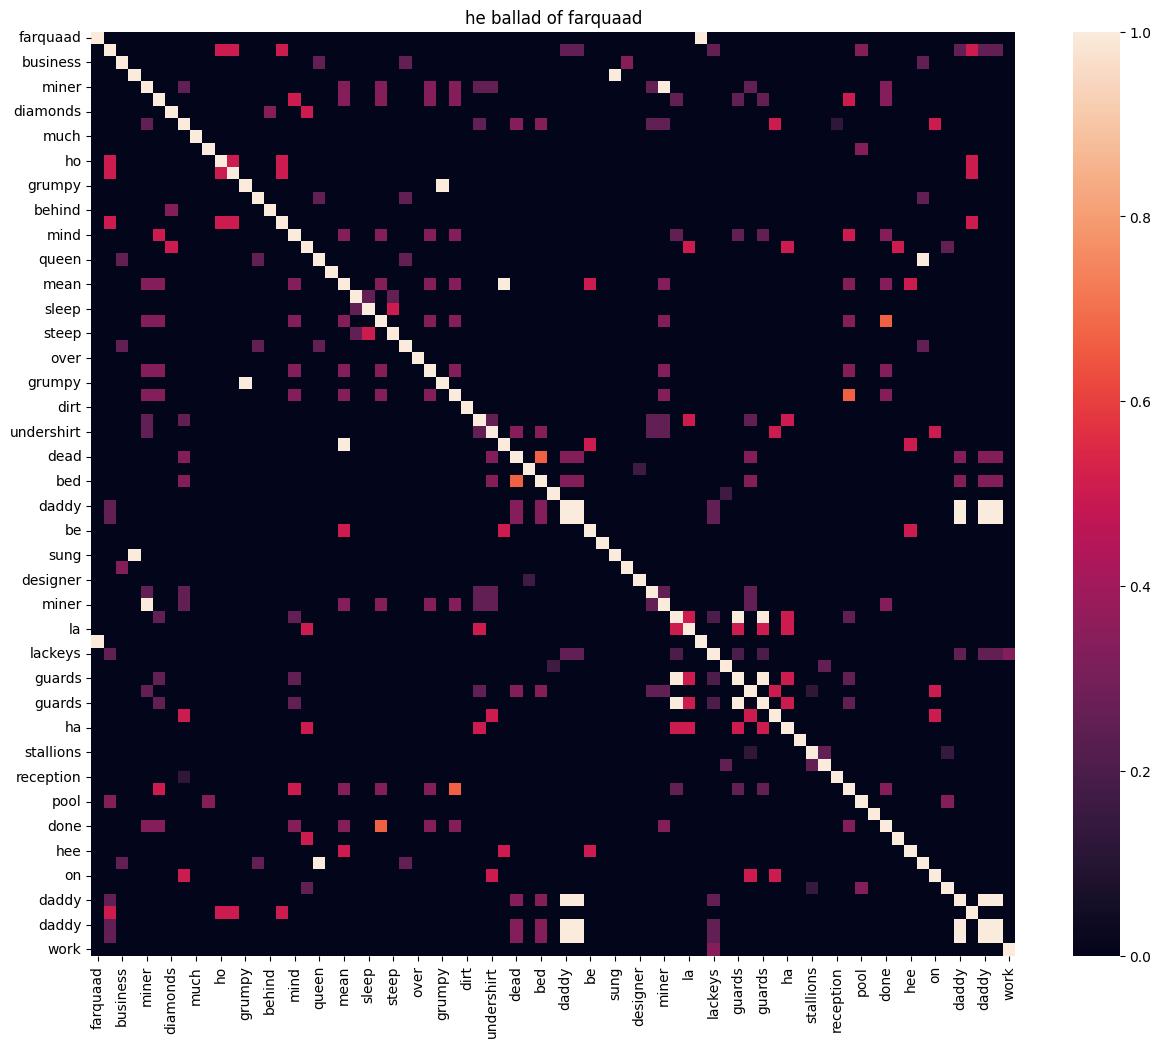 he ballad of farquaad
farquaad
business
miner
diamonds
much
ho
grumpy
behind
mind
queen
mean
sleep
steep
over
grumpy
dirt
undershirt
dead
bed
daddy
be
sung
designer
miner
la
lackeys
guards
guards
ha
stallions
reception
pool
done
hee
on
daddy
daddy
work
1.0
0.8
0.6
0.4
0.2
0.0
farquaad
business
miner
diamonds
much
ho
grumpy
behind
mind
queen
mean
sleep
steep
over
grumpy
dirt
undershirt
dead
bed
daddy
be
sung
designer
miner
la
lackeys
guards
guards
ha
stallions
reception
pool
done
hee
on
daddy
daddy
work